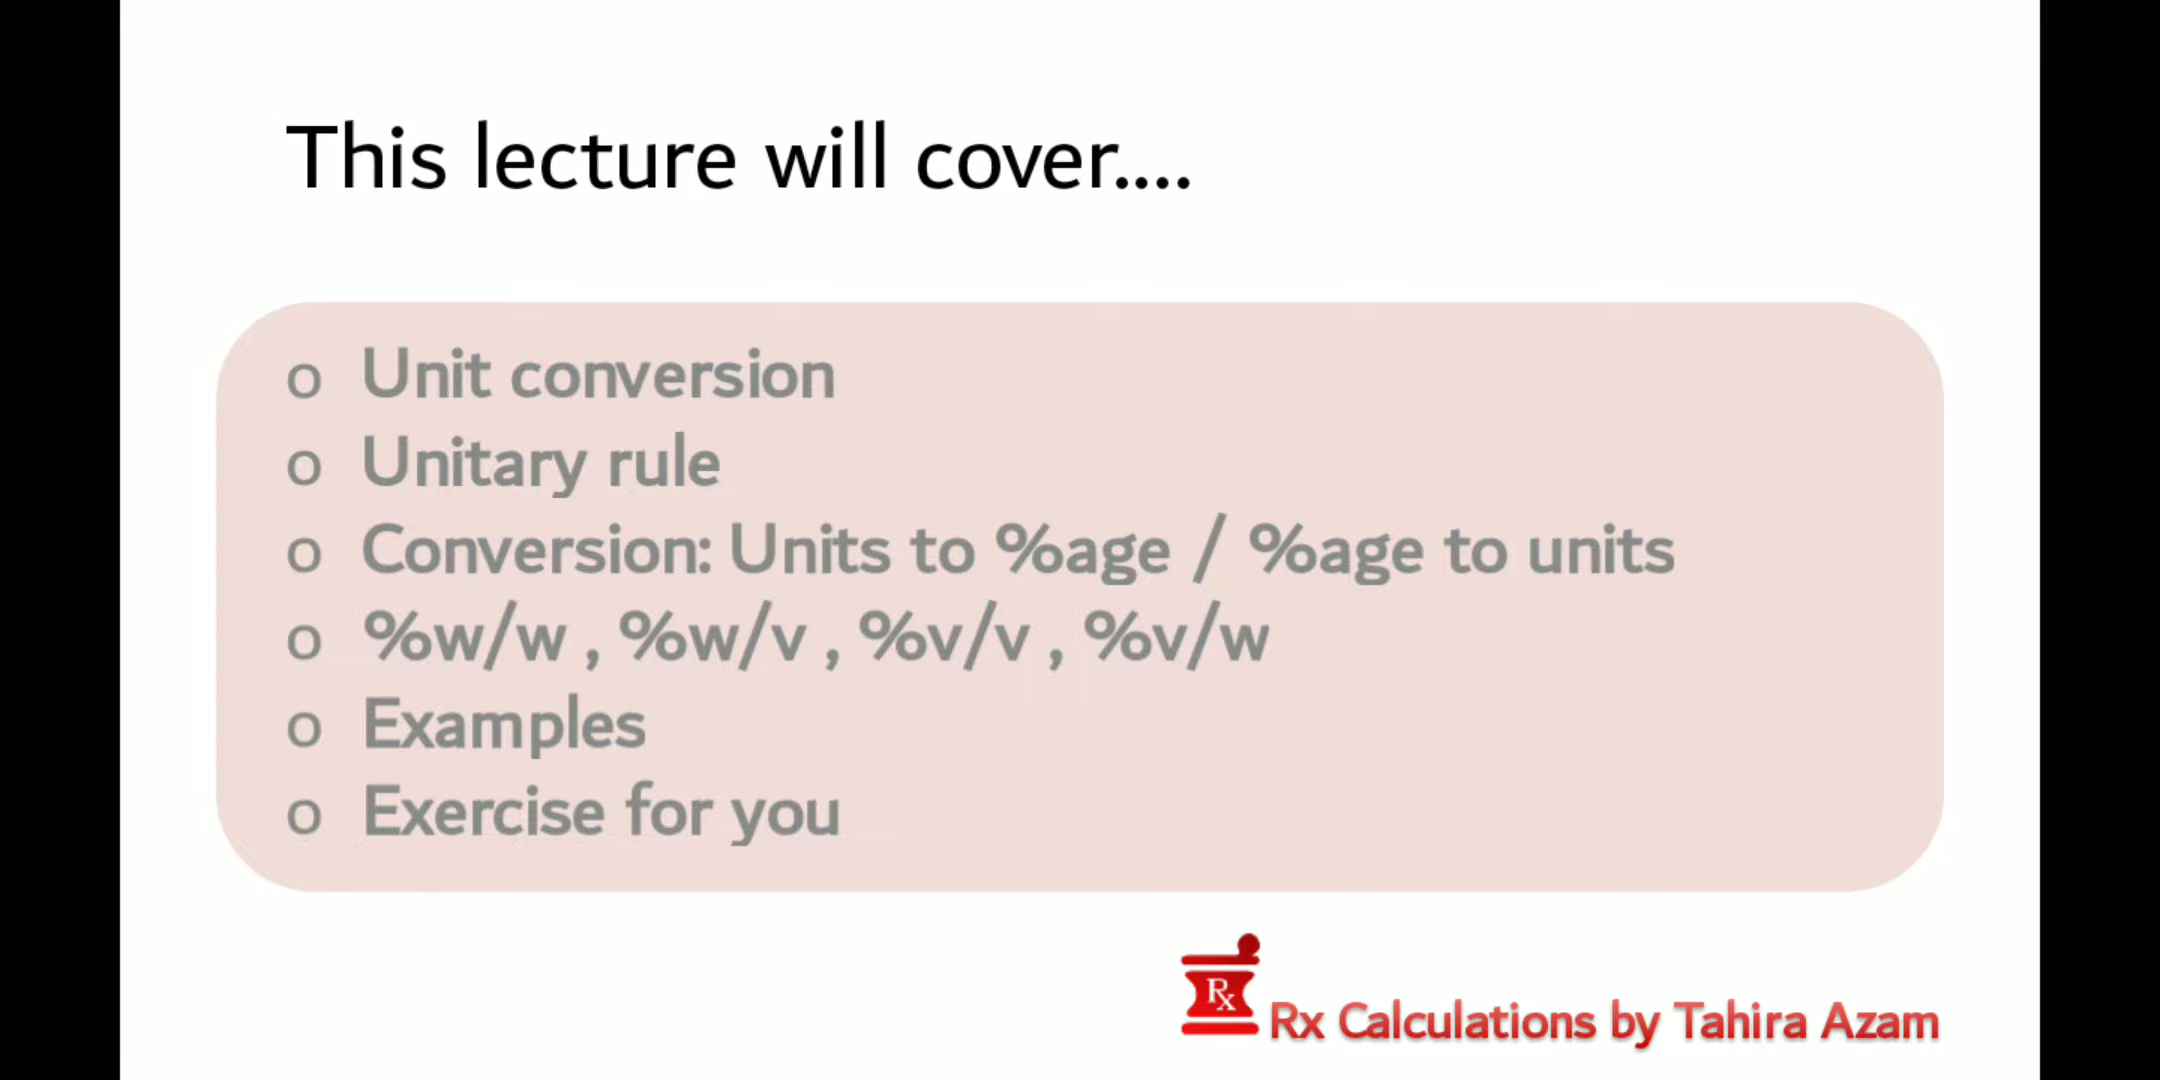 This lecture will cover....
o Unit conversion
o Unitary rule
o Conversion: Units to %age / %age to units
o %w/w , %w/v , %v/v , %v/w
o Examples
o Exercise for you
Rx
Rx Calculations by Tahira Azam